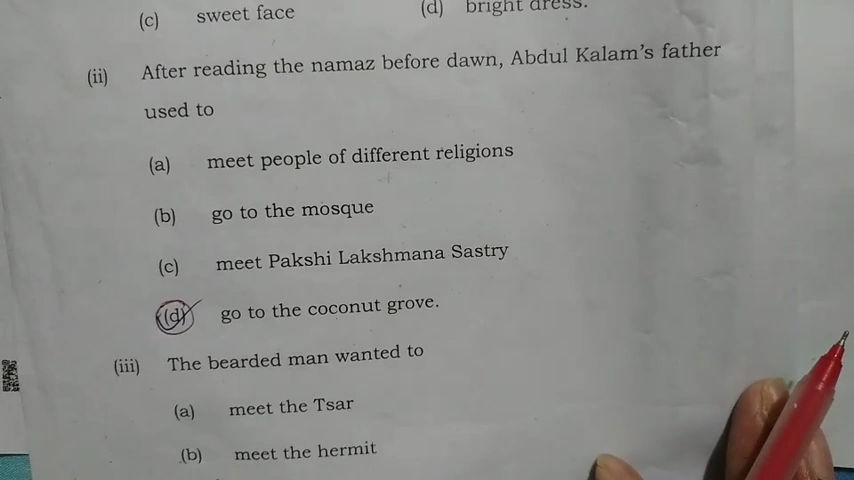 (c) sweet face (d) bright dress.
(ii) After reading the namaz before dawn, Abdul Kalam's father
used to
(a) meet people of different religions
(b) go to the mosque
(c) meet Pakshi Lakshmana Sastry
(d) go to the coconut grove.
(iii) The bearded man wanted to
(a) meet the Tsar
(b) meet the hermit